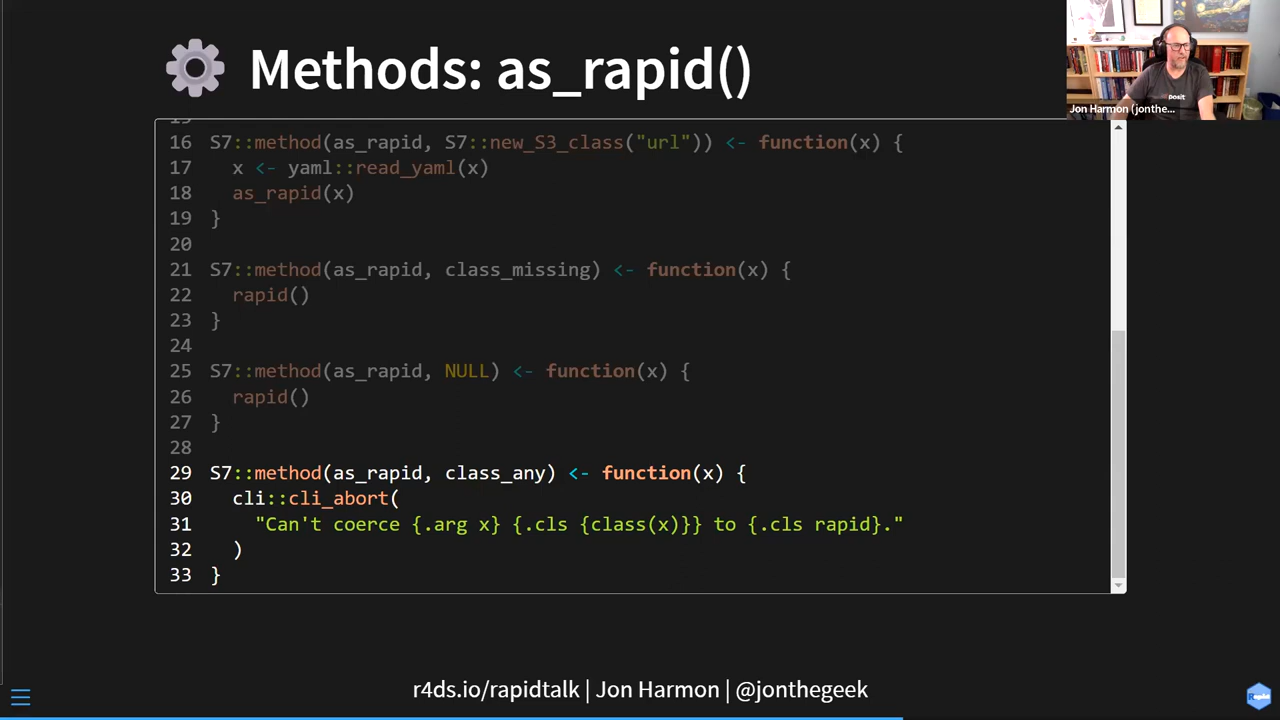 Methods: as_rapid()
DO!t
Jon Harmon (jonthe...
16 S7::method(as_rapid, S7::new_S3_class("url")) <- function(x) {
17   x <- yaml::read_yaml(x)
18   as_rapid(x)
19 }
20
21 S7::method(as_rapid, class_missing) <- function(x) {
22   rapid()
23 }
24
25 S7::method(as_rapid, NULL) <- function(x) {
26   rapid()
27 }
28
29 S7::method(as_rapid, class_any) <- function(x) {
30   cli::cli_abort(
31     "Can't coerce {.arg x} {.cls {class(x)}} to {.cls rapid}."
32   )
33 }
r4ds.io/rapidtalk | Jon Harmon | @jonthegeek